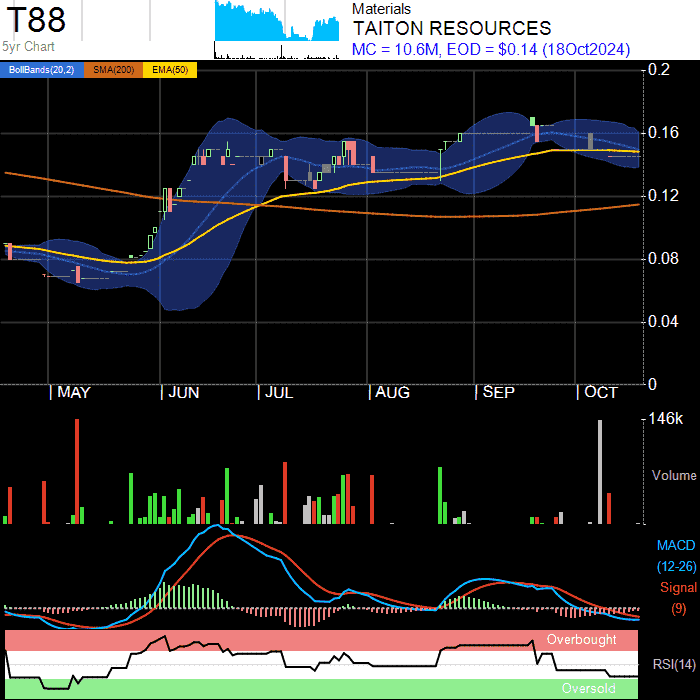 T88
5yr Chart
Materials
TAITON RESOURCES
MC = 10.6M, EOD = $0.14 (18Oct2024)
BollBands(20,2) SMA(200) EMA(50)
0.2
0.16
0.12
0.08
0.04
0
| MAY | JUN | JUL | AUG | SEP | OCT
146k
Volume
MACD
(12-26)
Signal
(9)
Overbought
RSI(14)
Oversold